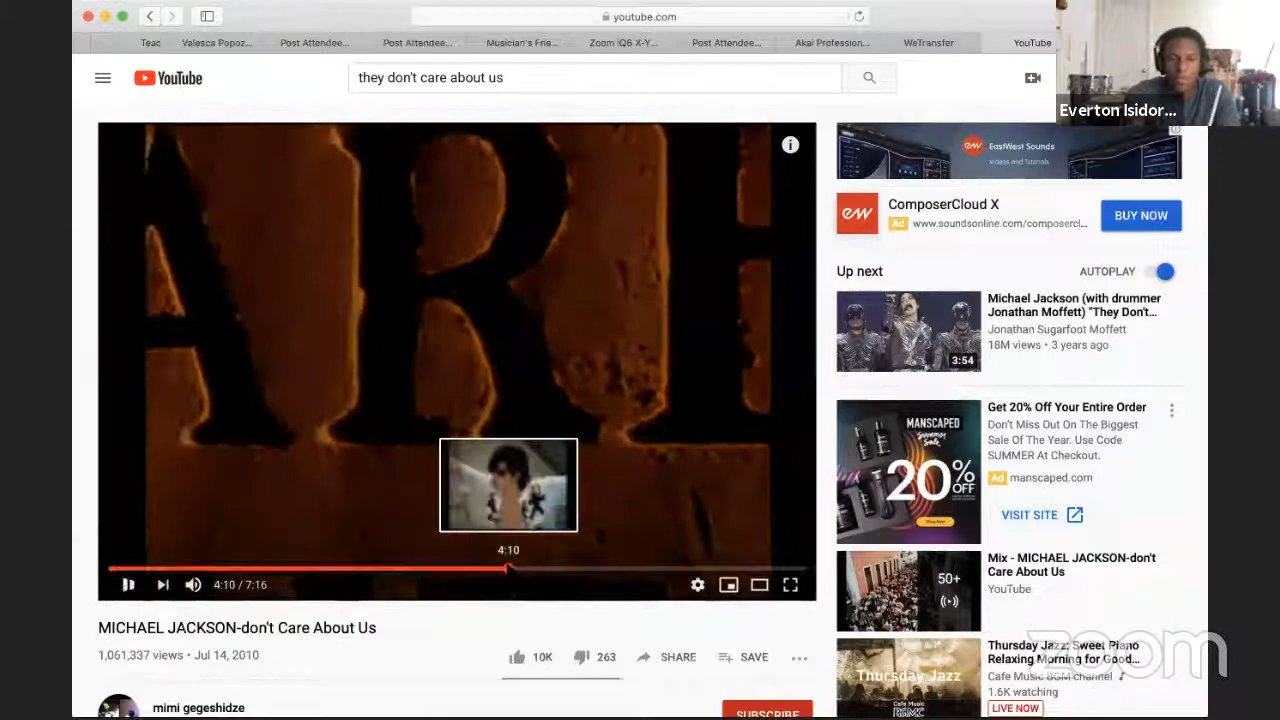 youtube.com
Teac
Valesca Popoz...
Post Attendee...
Post Attendee...
Musician's Frie...
Zoom iQ6 X-Y...
Post Attendee...
Akai Profession...
WeTransfer
YouTube
YouTube
they don't care about us
Everton Isidor...
ARE
EastWest Sounds
Videos and Tutorials
ComposerCloud X
Ad www.soundsonline.com/composercl...
BUY NOW
Up next
AUTOPLAY
Michael Jackson (with drummer
Jonathan Moffett) "They Don't...
Jonathan Sugarfoot Moffett
18M views • 3 years ago
3:54
MANSCAPED
Summer
Sale
20% OFF
Get 20% Off Your Entire Order
Don't Miss Out On The Biggest
Sale Of The Year. Use Code
SUMMER At Checkout.
Ad manscaped.com
VISIT SITE
4:10
4:10 / 7:16
50+
Mix - MICHAEL JACKSON-don't
Care About Us
YouTube
MICHAEL JACKSON-don't Care About Us
1,061,337 views • Jul 14, 2010
10K
263
SHARE
SAVE
Thursday Jazz
Cafe Music
BGMC
Thursday Jazz: Sweet Piano
Relaxing Morning for Good...
Cafe Music BGM channel
1.6K watching
LIVE NOW
zoom
mimi gegeshidze
SUBSCRIBE